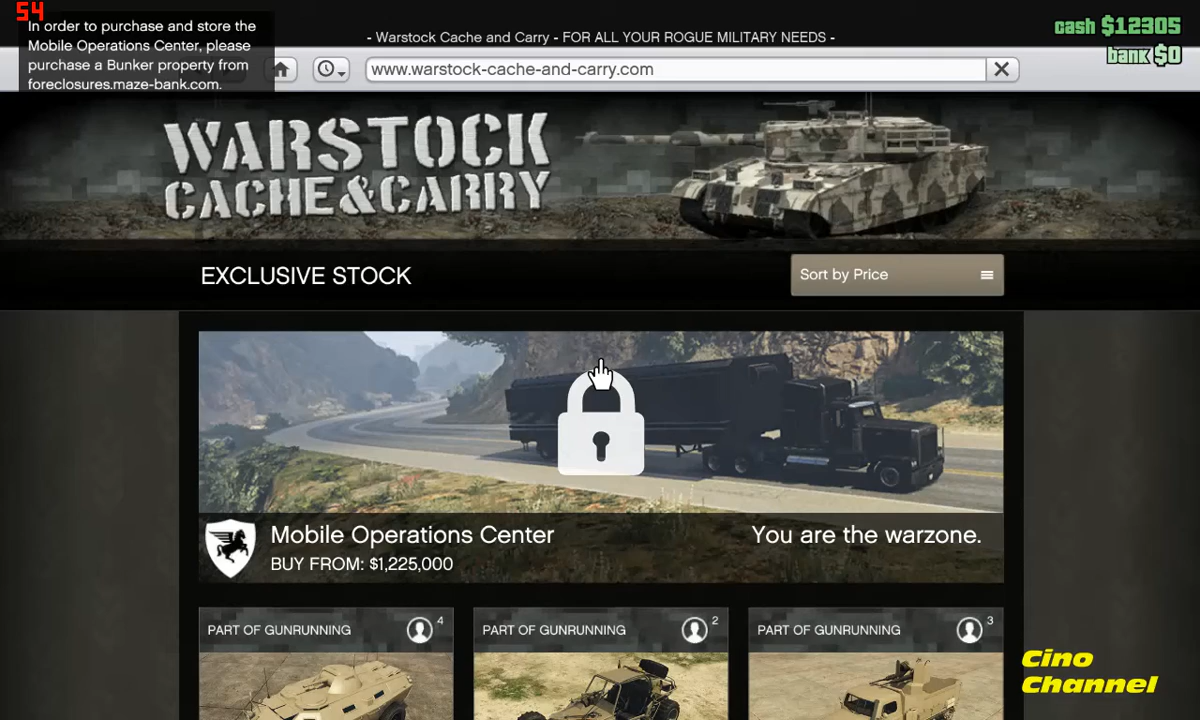 54
In order to purchase and store the
Mobile Operations Center, please
purchase a Bunker property from
foreclosures.maze-bank.com.
- Warstock Cache and Carry - FOR ALL YOUR ROGUE MILITARY NEEDS -
cash $12305
bank $0
www.warstock-cache-and-carry.com
WARSTOCK
CACHE&CARRY
EXCLUSIVE STOCK
Sort by Price
Mobile Operations Center
You are the warzone.
BUY FROM: $1,225,000
PART OF GUNRUNNING 4
PART OF GUNRUNNING 2
PART OF GUNRUNNING 3
Cino
Channel